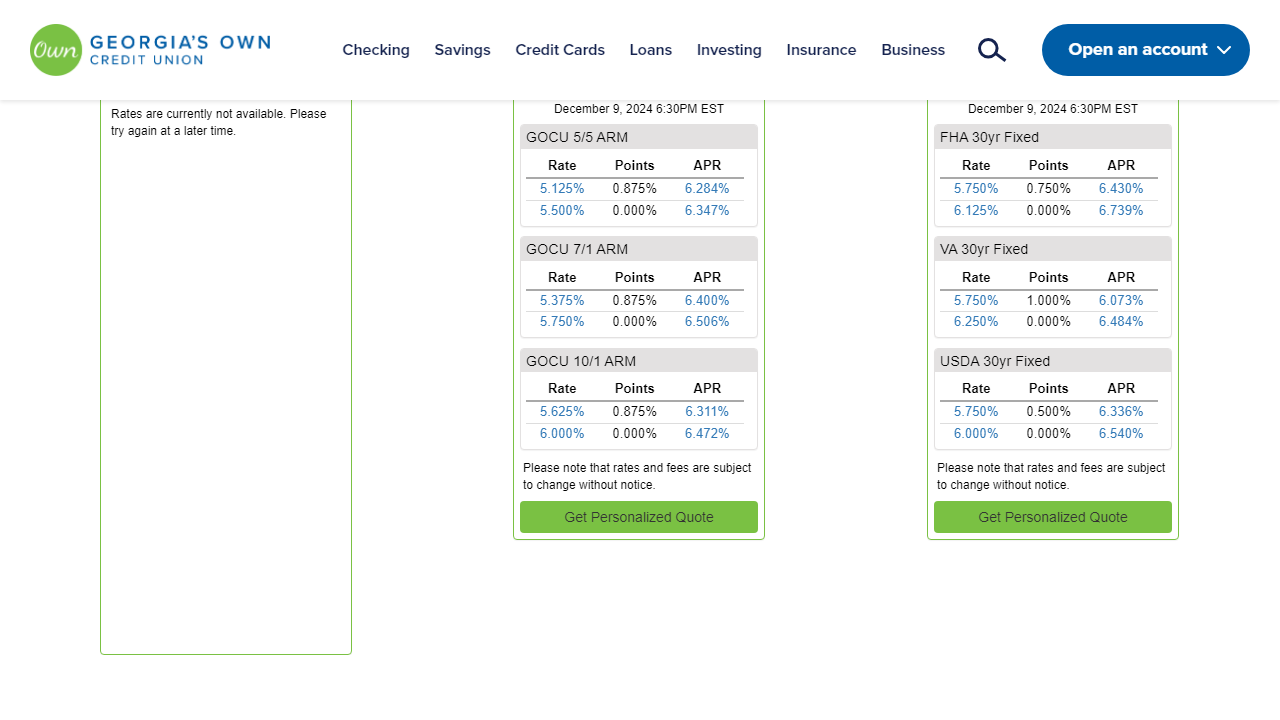 Own GEORGIA'S OWN
CREDIT UNION
Checking Savings Credit Cards Loans Investing Insurance Business
Open an account
Rates are currently not available. Please
try again at a later time.
December 9, 2024 6:30PM EST
GOCU 5/5 ARM
Rate Points APR
5.125% 0.875% 6.284%
5.500% 0.000% 6.347%
GOCU 7/1 ARM
Rate Points APR
5.375% 0.875% 6.400%
5.750% 0.000% 6.506%
GOCU 10/1 ARM
Rate Points APR
5.625% 0.875% 6.311%
6.000% 0.000% 6.472%
Please note that rates and fees are subject
to change without notice.
Get Personalized Quote
December 9, 2024 6:30PM EST
FHA 30yr Fixed
Rate Points APR
5.750% 0.750% 6.430%
6.125% 0.000% 6.739%
VA 30yr Fixed
Rate Points APR
5.750% 1.000% 6.073%
6.250% 0.000% 6.484%
USDA 30yr Fixed
Rate Points APR
5.750% 0.500% 6.336%
6.000% 0.000% 6.540%
Please note that rates and fees are subject
to change without notice.
Get Personalized Quote